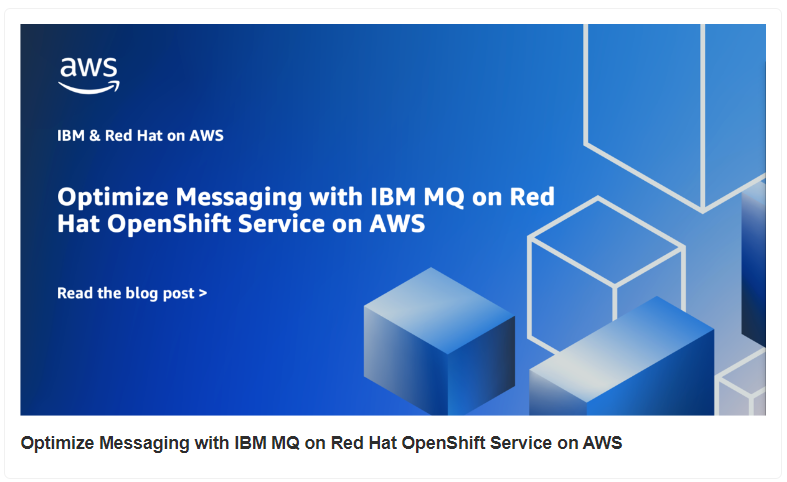 aws
IBM & Red Hat on AWS
Optimize Messaging with IBM MQ on Red
Hat OpenShift Service on AWS
Read the blog post >
Optimize Messaging with IBM MQ on Red Hat OpenShift Service on AWS